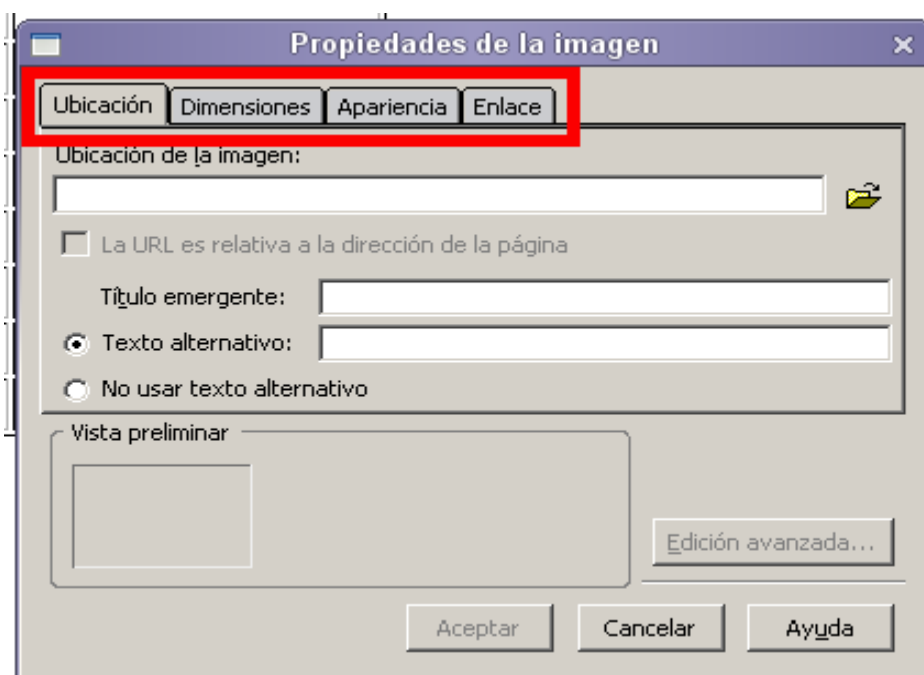 Propiedades de la imagen
Ubicación Dimensiones Apariencia Enlace
Ubicación de la imagen:
La URL es relativa a la dirección de la página
Título emergente:
Texto alternativo:
No usar texto alternativo
Vista preliminar
Edición avanzada...
Aceptar Cancelar Ayuda